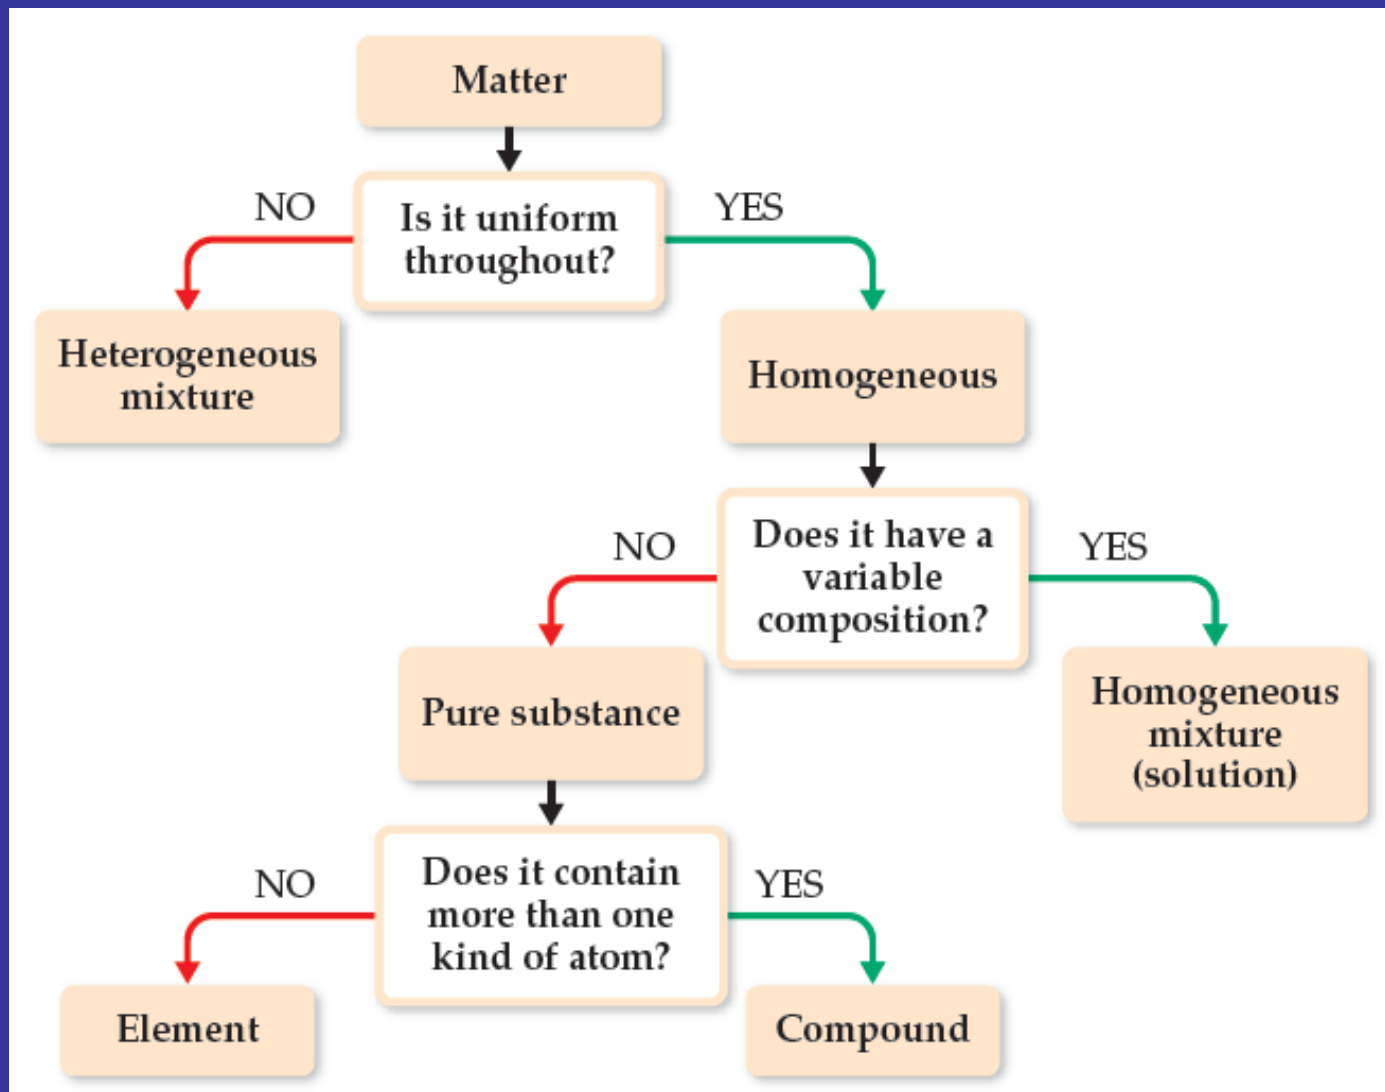 Matter
NO
Is it uniform
throughout?
YES
Heterogeneous
mixture
Homogeneous
NO
Does it have a
variable
composition?
YES
Pure substance
Homogeneous
mixture
(solution)
NO
Does it contain
more than one
kind of atom?
YES
Element
Compound